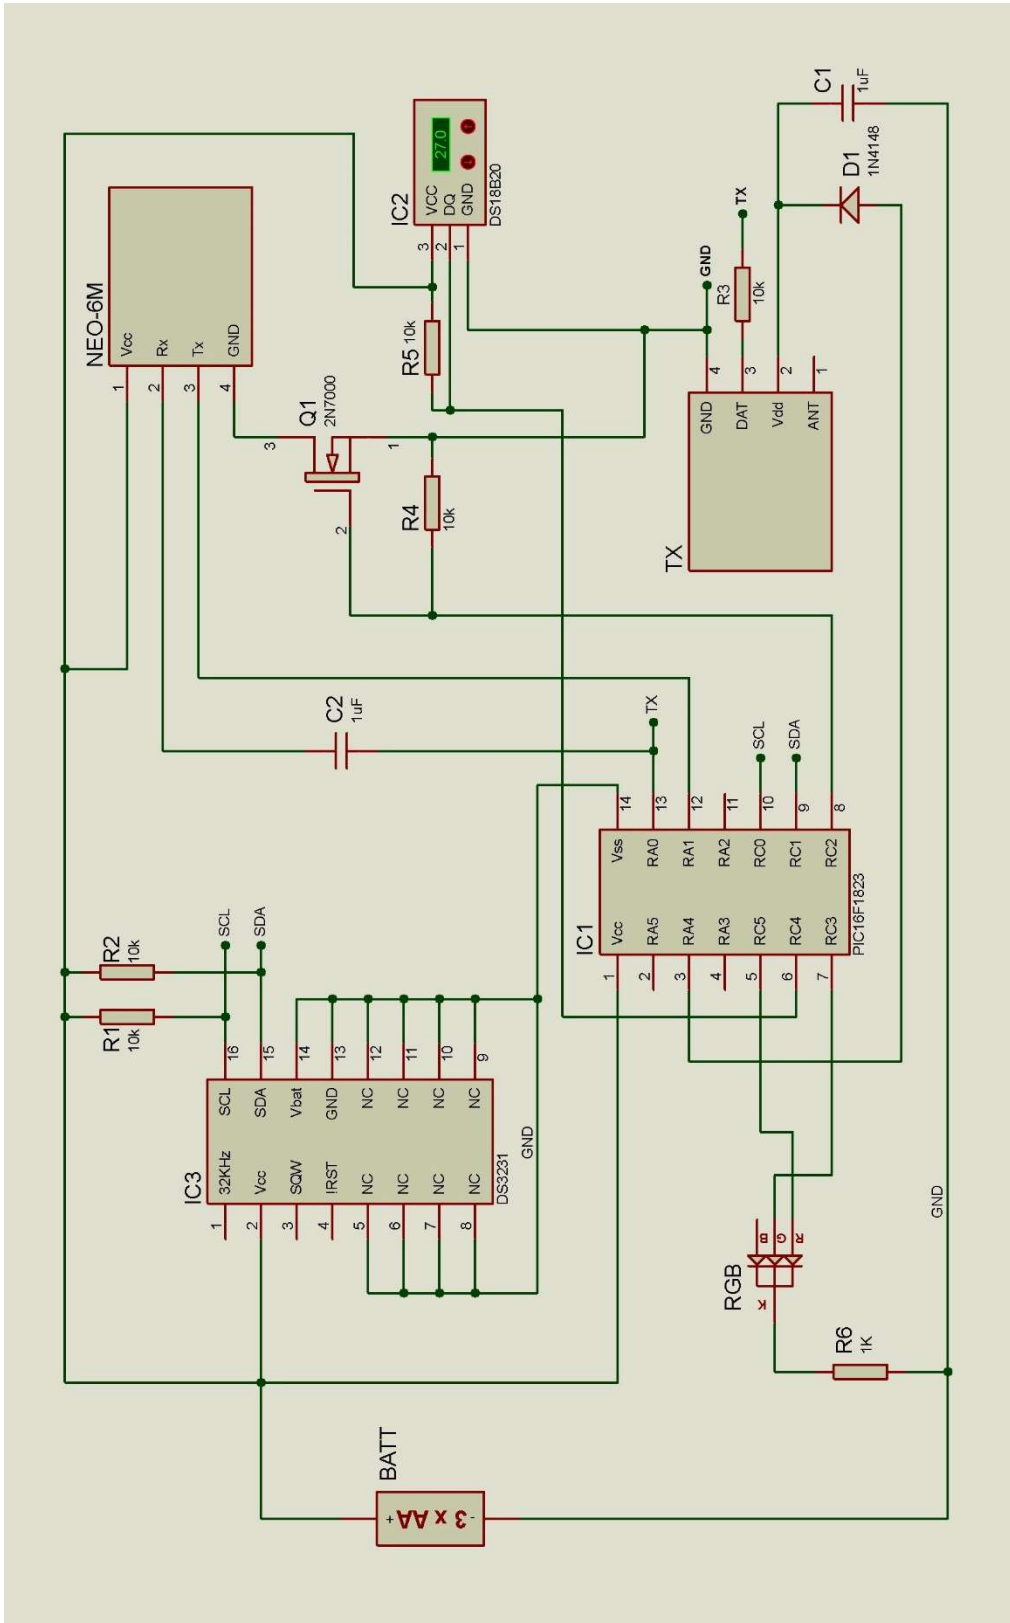 C1
1uF
D1
1N4148
IC2
27.0
VCC
DQ
GND
3
2
1
DS18B20
NEO-6M
Vcc
Rx
Tx
GND
1
2
3
4
R5
10k
Q1
2N7000
3
1
2
R4
10k
GND
TX
R3
10k
4
3
2
1
GND
DAT
Vdd
ANT
TX
C2
1uF
TX
SCL
SDA
14
13
12
11
10
9
8
Vss
RA0
RA1
RA2
RC0
RC1
RC2
IC1
Vcc
RA5
RA4
RA3
RC5
RC4
RC3
PIC16F1823
1
2
3
4
5
6
7
R2
10k
R1
10k
SCL
SDA
16
15
14
13
12
11
10
9
SCL
SDA
Vbat
GND
NC
NC
NC
NC
IC3
32KHz
Vcc
SQW
!RST
NC
NC
NC
NC
DS3231
1
2
3
4
5
6
7
8
GND
GND
RGB
B
G
R
K
R6
1K
BATT
+
3 x AA
-